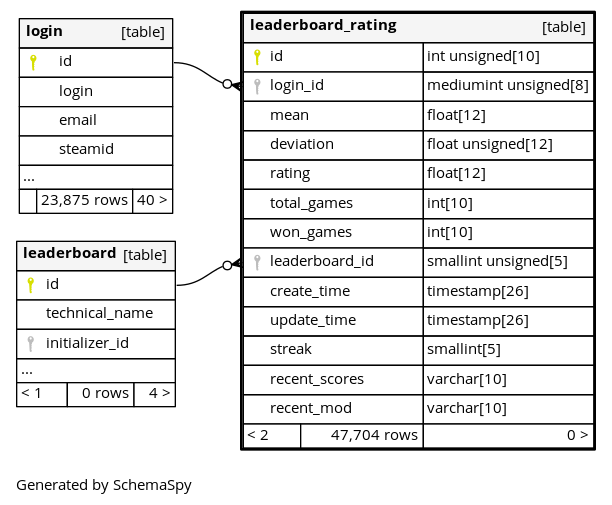 login [table]
id
login
email
steamid
...
23,875 rows 40 >
leaderboard [table]
id
technical_name
initializer_id
...
< 1 0 rows 4 >
leaderboard_rating [table]
id int unsigned[10]
login_id mediumint unsigned[8]
mean float[12]
deviation float unsigned[12]
rating float[12]
total_games int[10]
won_games int[10]
leaderboard_id smallint unsigned[5]
create_time timestamp[26]
update_time timestamp[26]
streak smallint[5]
recent_scores varchar[10]
recent_mod varchar[10]
< 2 47,704 rows 0 >
Generated by SchemaSpy